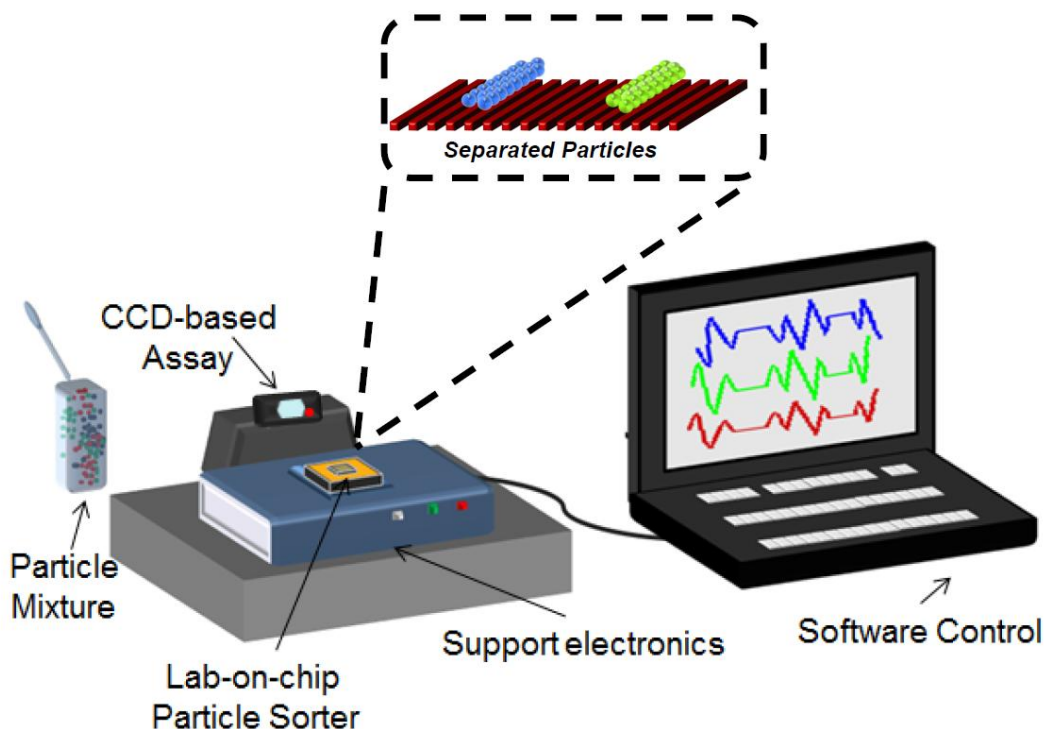 Separated Particles
CCD-based
Assay
Particle
Mixture
Lab-on-chip
Particle Sorter
Support electronics
Software Control